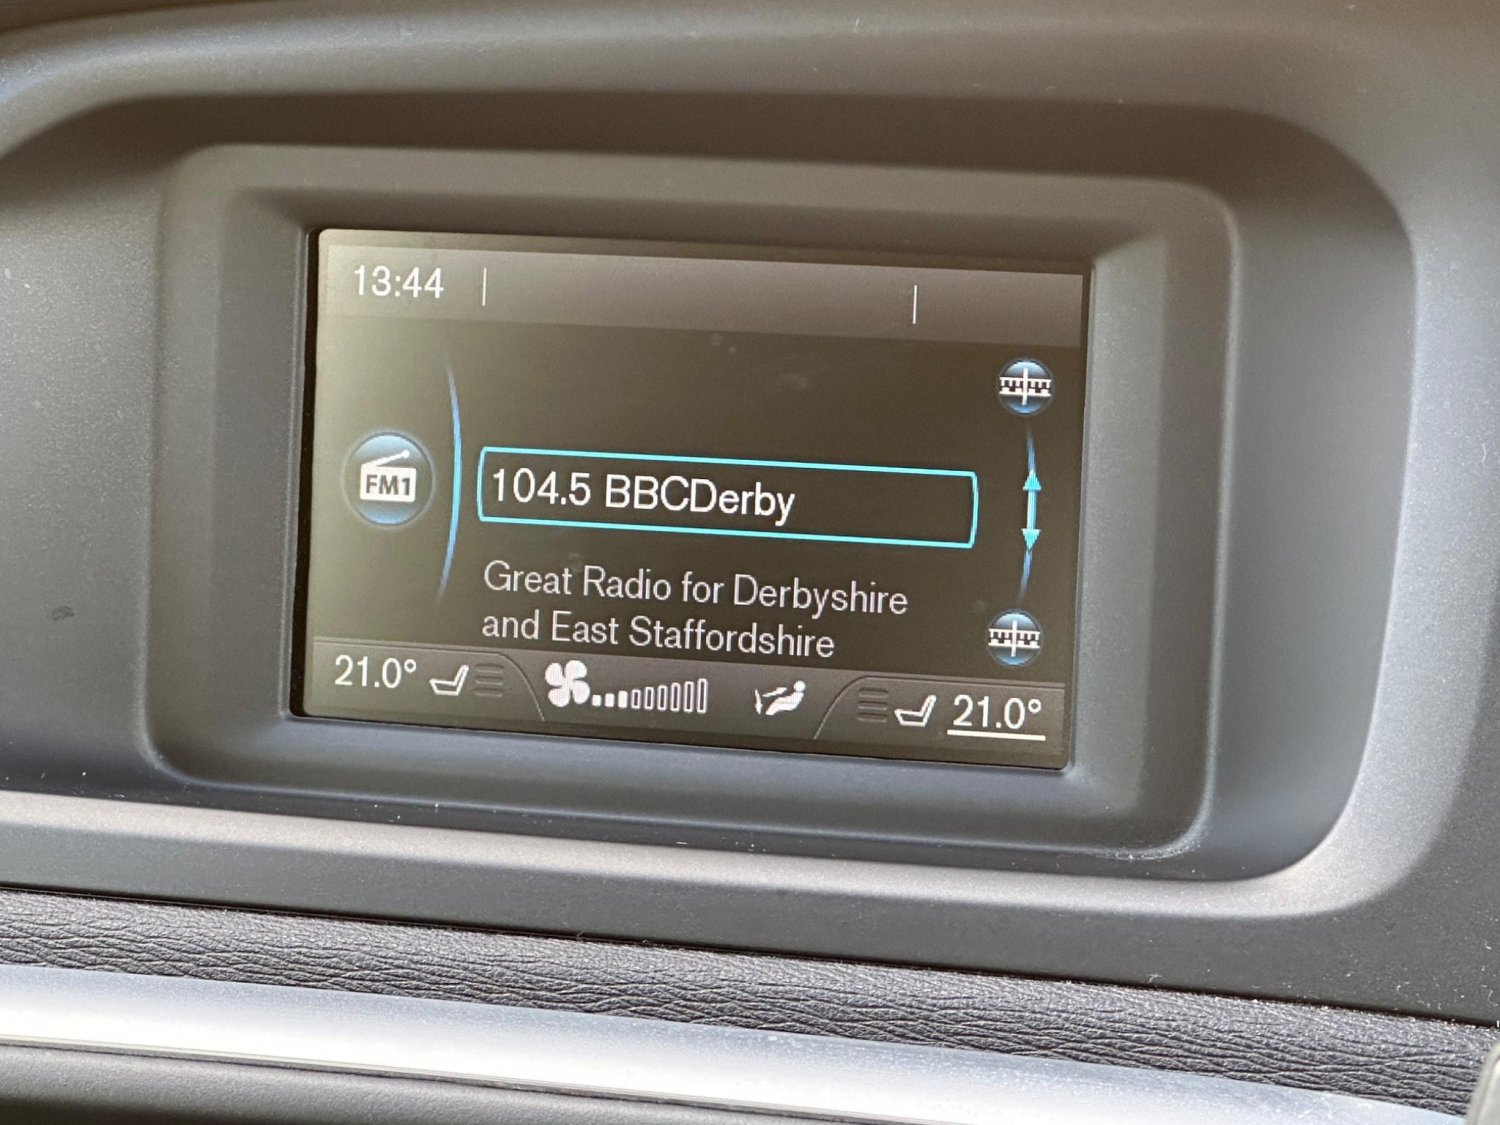 13:44
FM1
104.5 BBCDerby
Great Radio for Derbyshire
and East Staffordshire
21.0° 21.0°